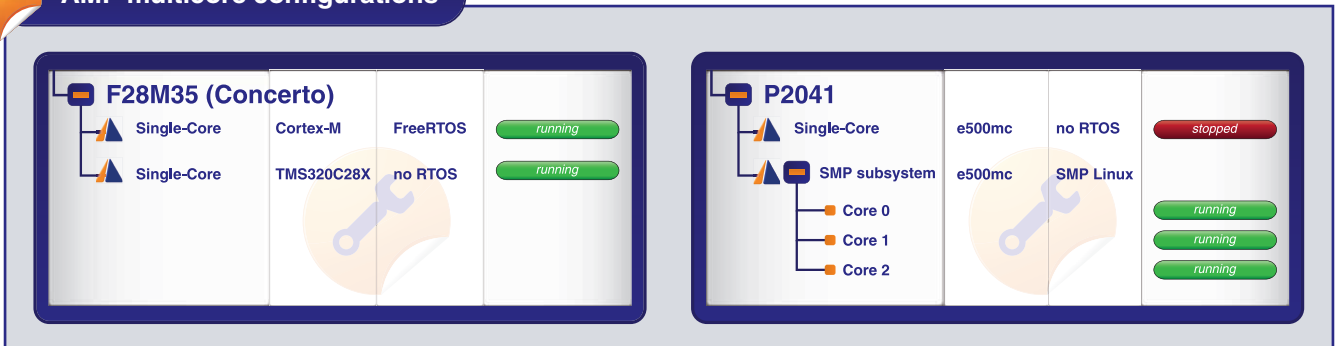 AMP multicore configurations
F28M35 (Concerto)
Single-Core Cortex-M FreeRTOS running
Single-Core TMS320C28X no RTOS running
P2041
Single-Core e500mc no RTOS stopped
SMP subsystem e500mc SMP Linux
Core 0 running
Core 1 running
Core 2 running